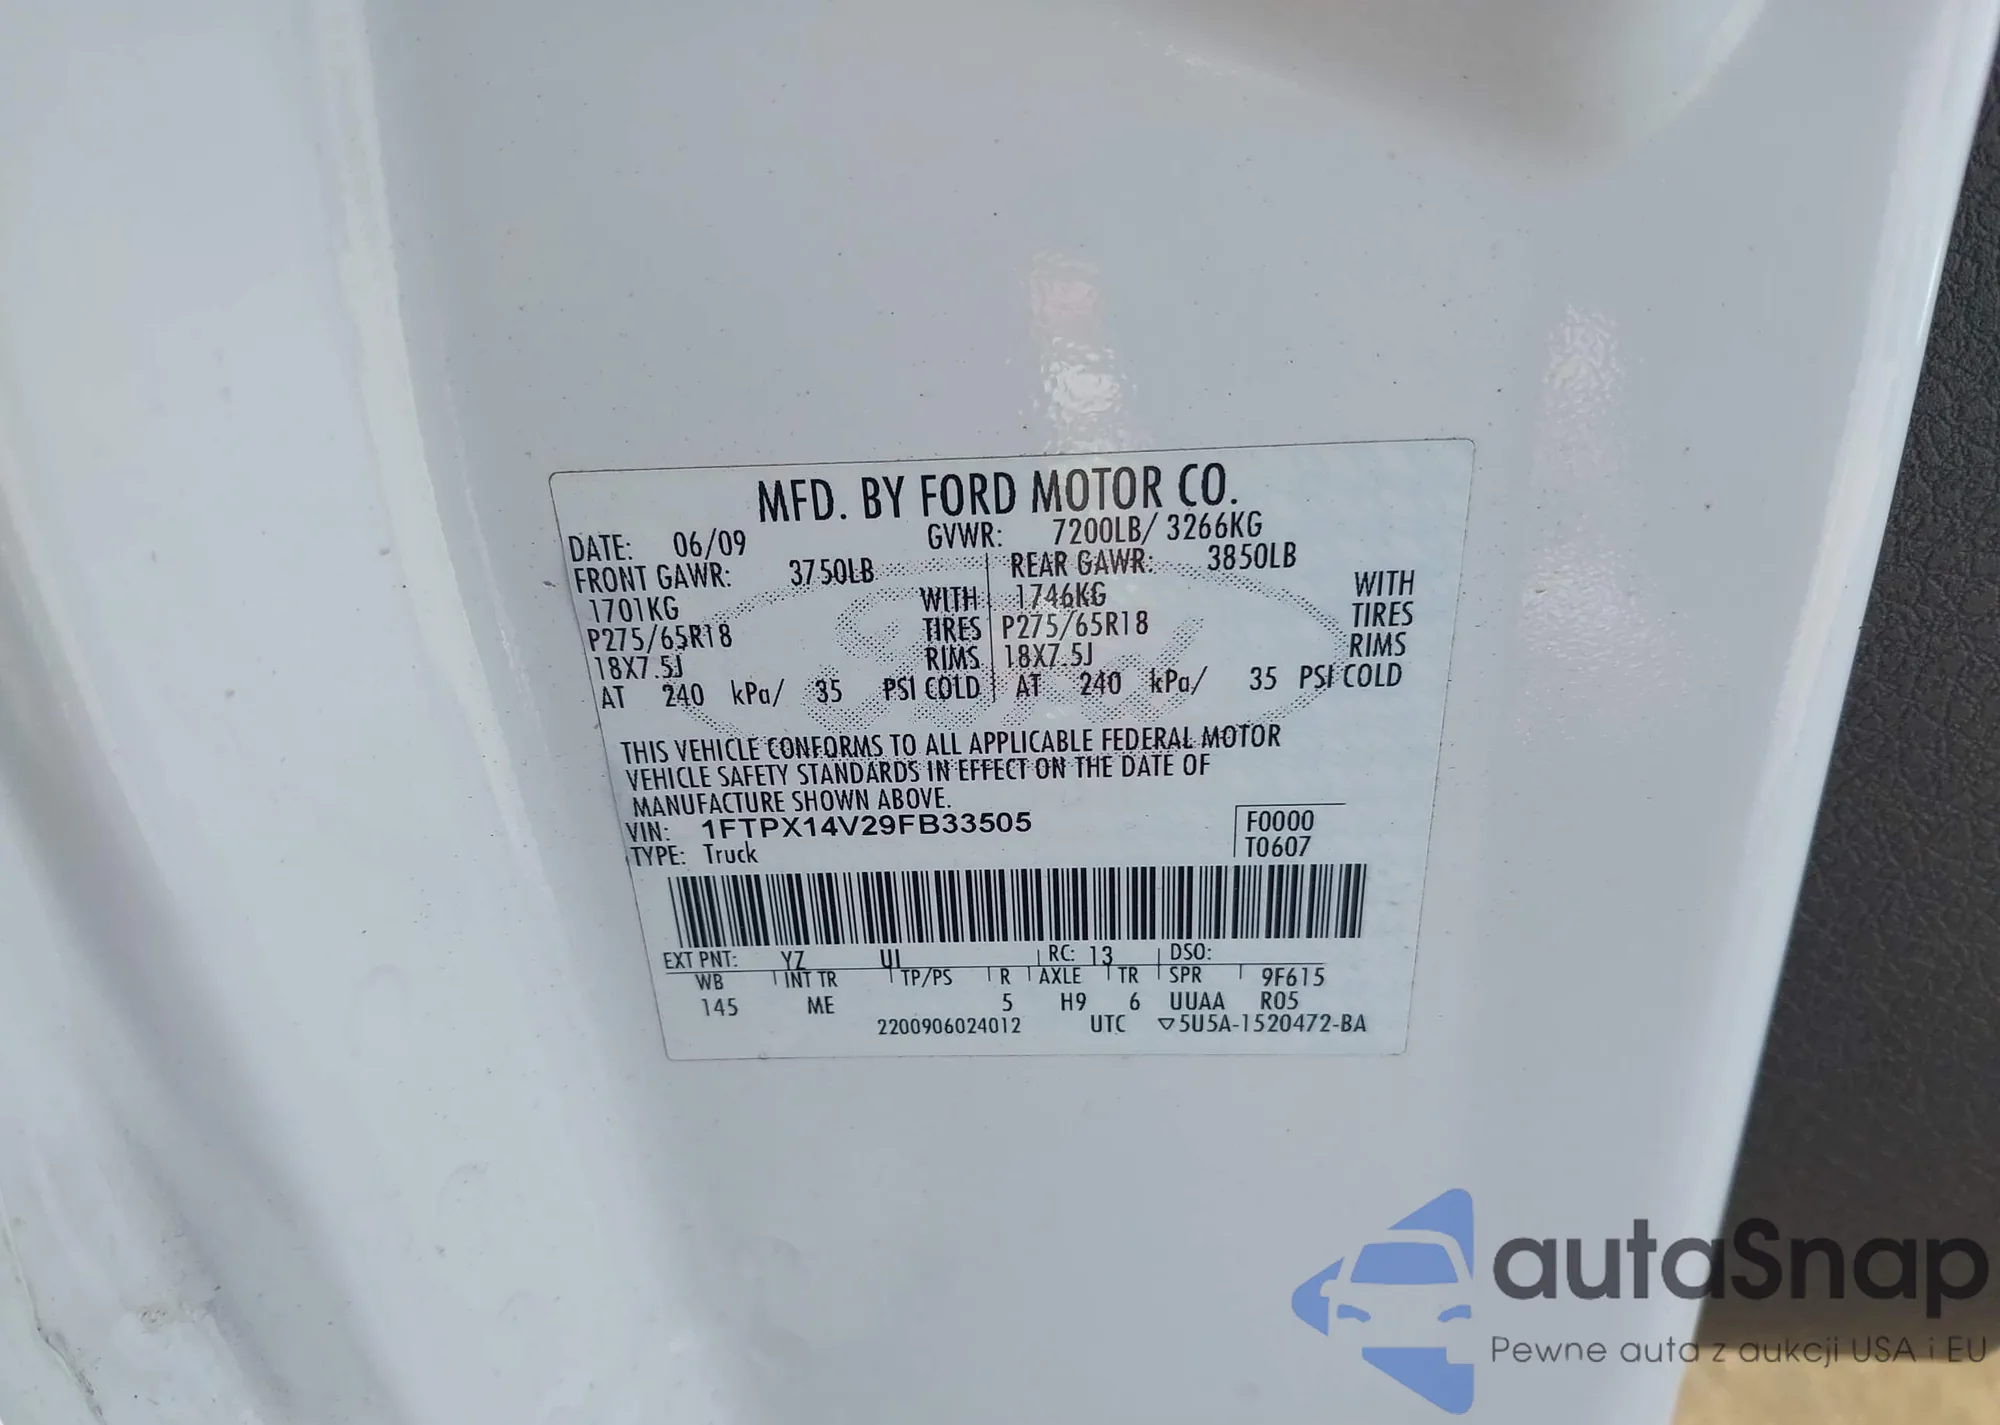 MFD. BY FORD MOTOR CO.
DATE: 06/09 GVWR: 7200LB/ 3266KG
FRONT GAWR: 3750LB REAR GAWR: 3850LB
1701KG WITH 1746KG WITH
P275/65R18 TIRES P275/65R18 TIRES
18X7.5J RIMS 18X7.5J RIMS
AT 240 kPa/ 35 PSI COLD AT 240 kPa/ 35 PSI COLD
THIS VEHICLE CONFORMS TO ALL APPLICABLE FEDERAL MOTOR
VEHICLE SAFETY STANDARDS IN EFFECT ON THE DATE OF
MANUFACTURE SHOWN ABOVE.
VIN: 1FTPX14V29FB33505 F0000
TYPE: Truck T0607
EXT PNT: YZ UI RC: 13 DSO:
WB INT TR TP/PS R AXLE TR SPR 9F615
145 ME 5 H9 6 UUAA R05
2200906024012 UTC ▽5U5A-1520472-BA
Ford
autoSnap
Pewne auta z aukcji USA i EU